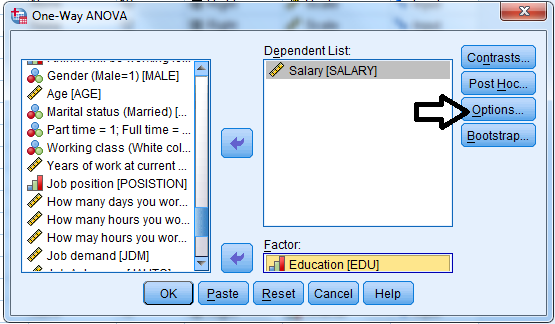 One-Way ANOVA
Gender (Male=1) [MALE]
Age [AGE]
Marital status (Married) [...
Part time = 1; Full time = ...
Working class (White col...
Years of work at current ...
Job position [POSISTION]
How many days you wor...
How many hours you wo...
How may hours you wor...
Job demand [JDM]
Dependent List:
Salary [SALARY]
Factor:
Education [EDU]
Contrasts...
Post Hoc...
Options...
Bootstrap...
OK
Paste
Reset
Cancel
Help